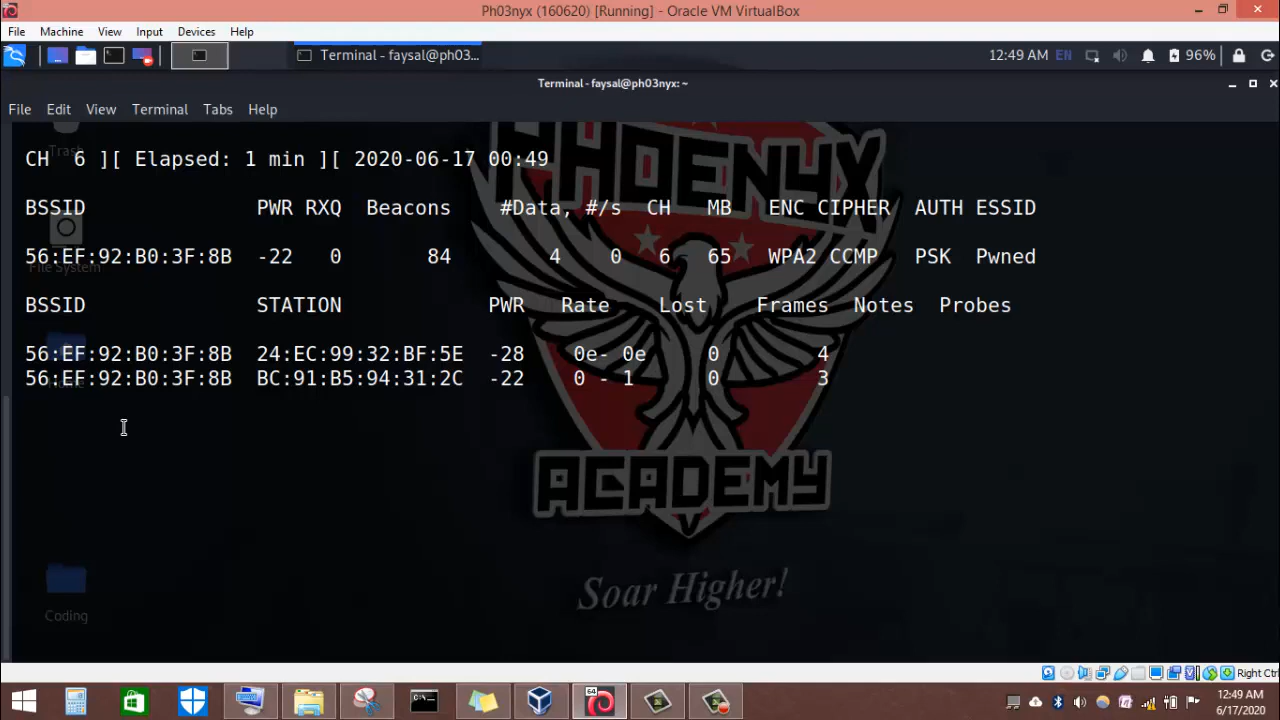 Ph03nyx (160620) [Running] - Oracle VM VirtualBox
File Machine View Input Devices Help
Terminal - faysal@ph03... 12:49 AM EN 96%
Terminal - faysal@ph03nyx: ~
File Edit View Terminal Tabs Help
Trash
CH 6 ][ Elapsed: 1 min ][ 2020-06-17 00:49
PHOENYX
BSSID PWR RXQ Beacons #Data, #/s CH MB ENC CIPHER AUTH ESSID
56:EF:92:B0:3F:8B -22 0 84 4 0 6 65 WPA2 CCMP PSK Pwned
File System
BSSID STATION PWR Rate Lost Frames Notes Probes
56:EF:92:B0:3F:8B 24:EC:99:32:BF:5E -28 0e- 0e 0 4
56:EF:92:B0:3F:8B BC:91:B5:94:31:2C -22 0 - 1 0 3
ACADEMY
Soar Higher!
Coding
Right Ctrl
64
12:49 AM
6/17/2020